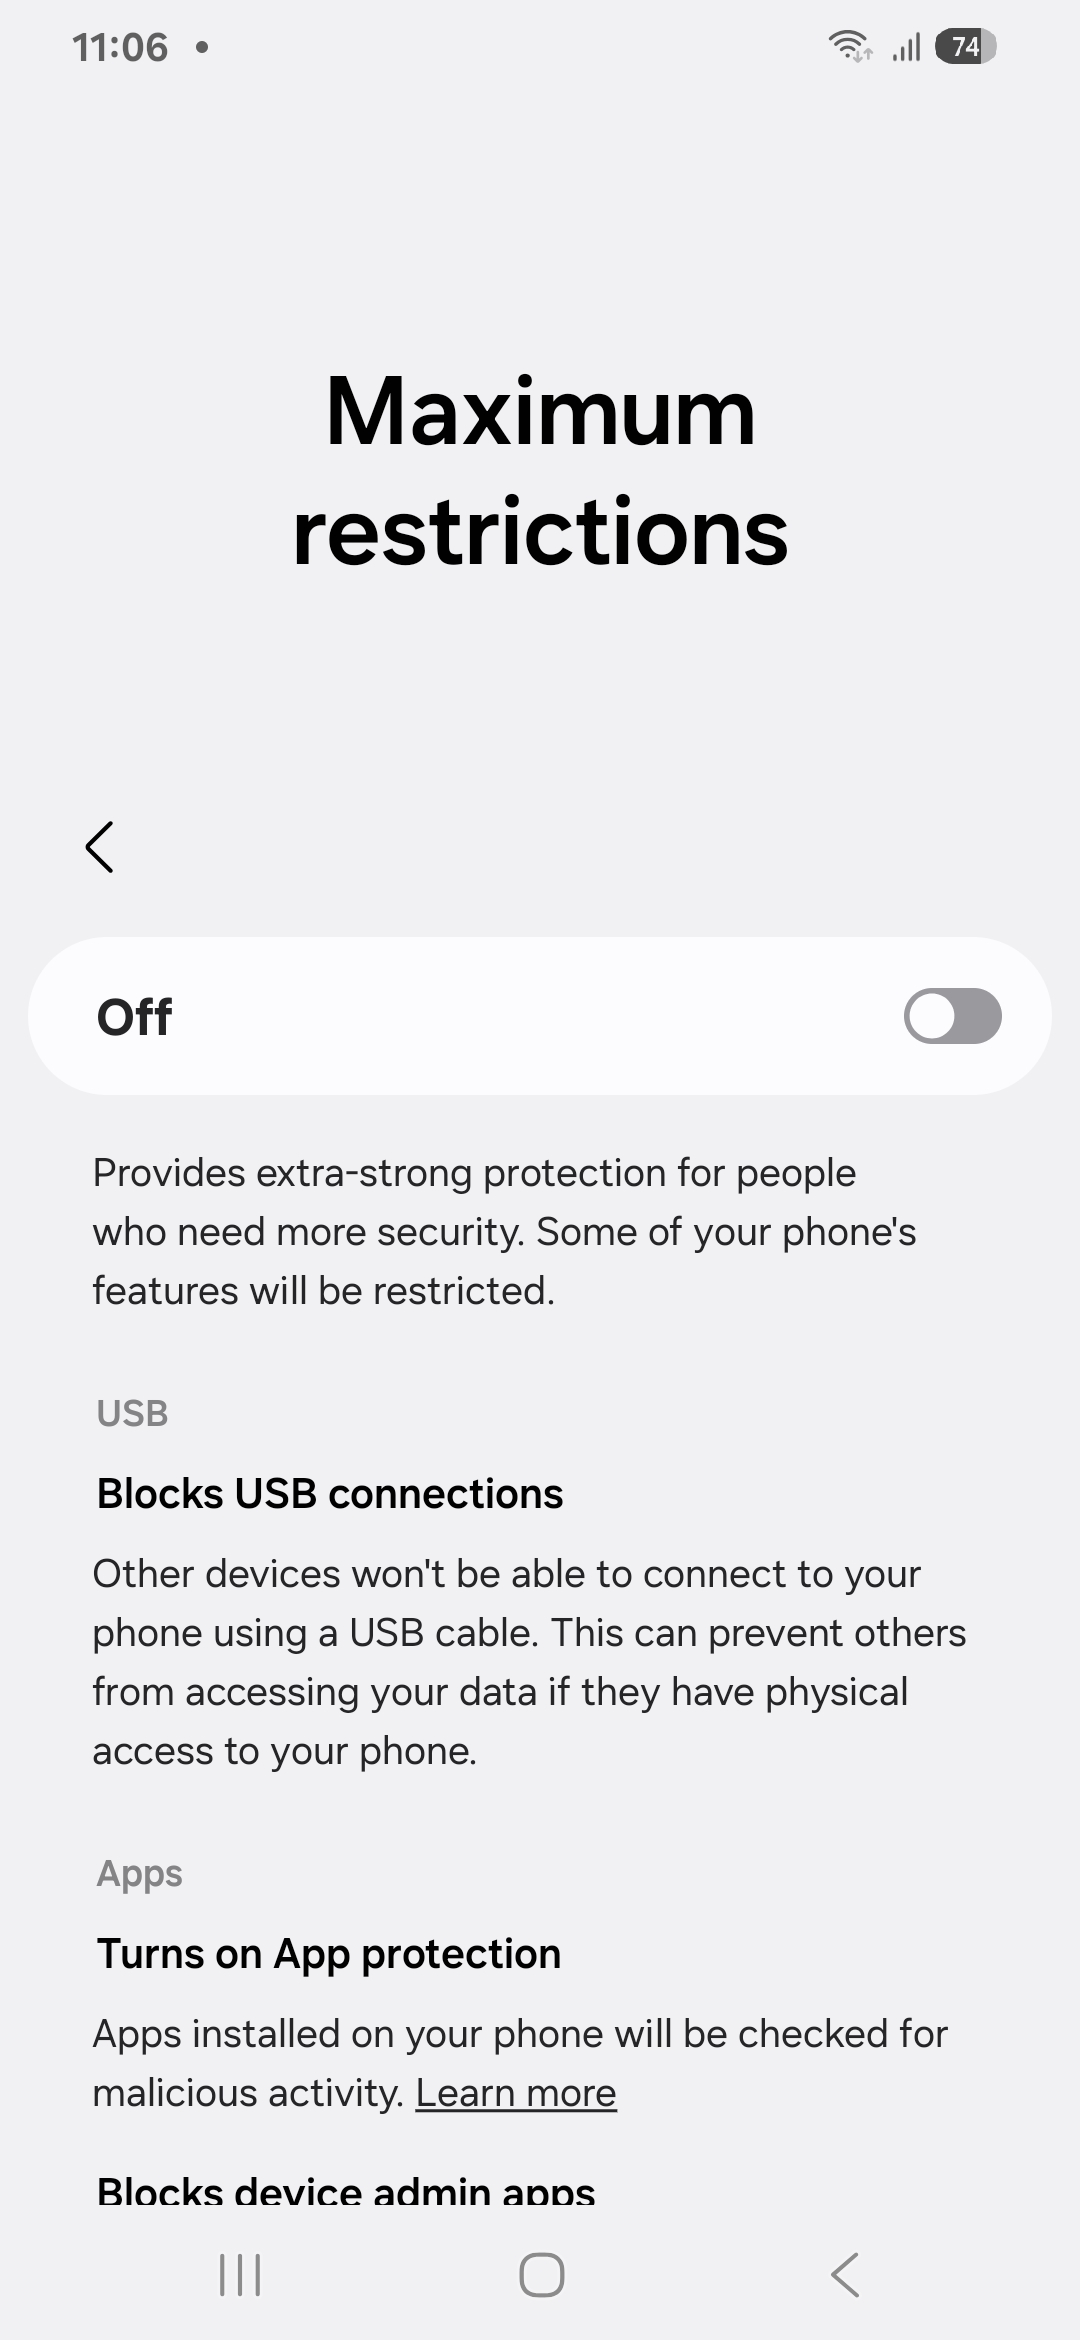 11:06
74
Maximum
restrictions
Off
Provides extra-strong protection for people
who need more security. Some of your phone's
features will be restricted.
USB
Blocks USB connections
Other devices won't be able to connect to your
phone using a USB cable. This can prevent others
from accessing your data if they have physical
access to your phone.
Apps
Turns on App protection
Apps installed on your phone will be checked for
malicious activity. Learn more
Blocks device admin apps